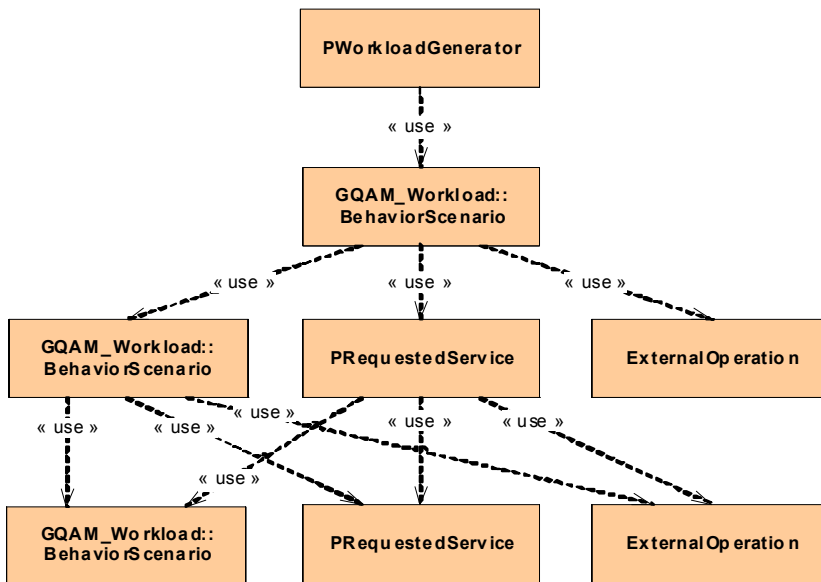 PWorkloadGenerator
« use »
GQAM_Workload::
BehaviorScenario
« use »
« use »
« use »
GQAM_Workload::
BehaviorScenario
PRequestedService
ExternalOperation
« use »
« use »
« use »
« use »
« use »
« use »
GQAM_Workload::
BehaviorScenario
PRequestedService
ExternalOperation